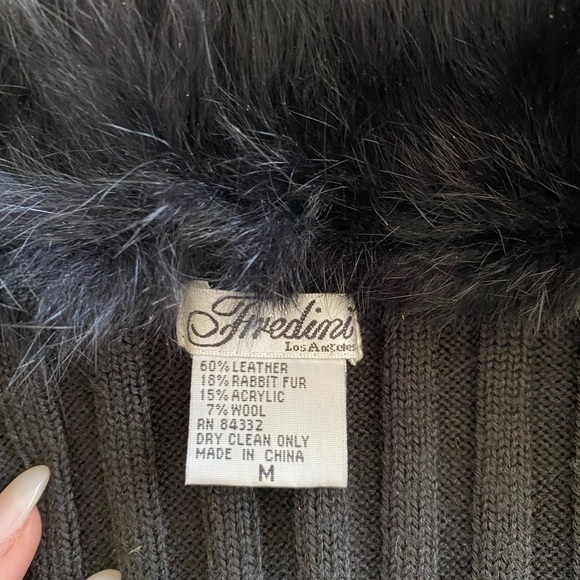 Fredini
Los Angeles
60% LEATHER
18% RABBIT FUR
15% ACRYLIC
7% WOOL
RN 84332
DRY CLEAN ONLY
MADE IN CHINA
M